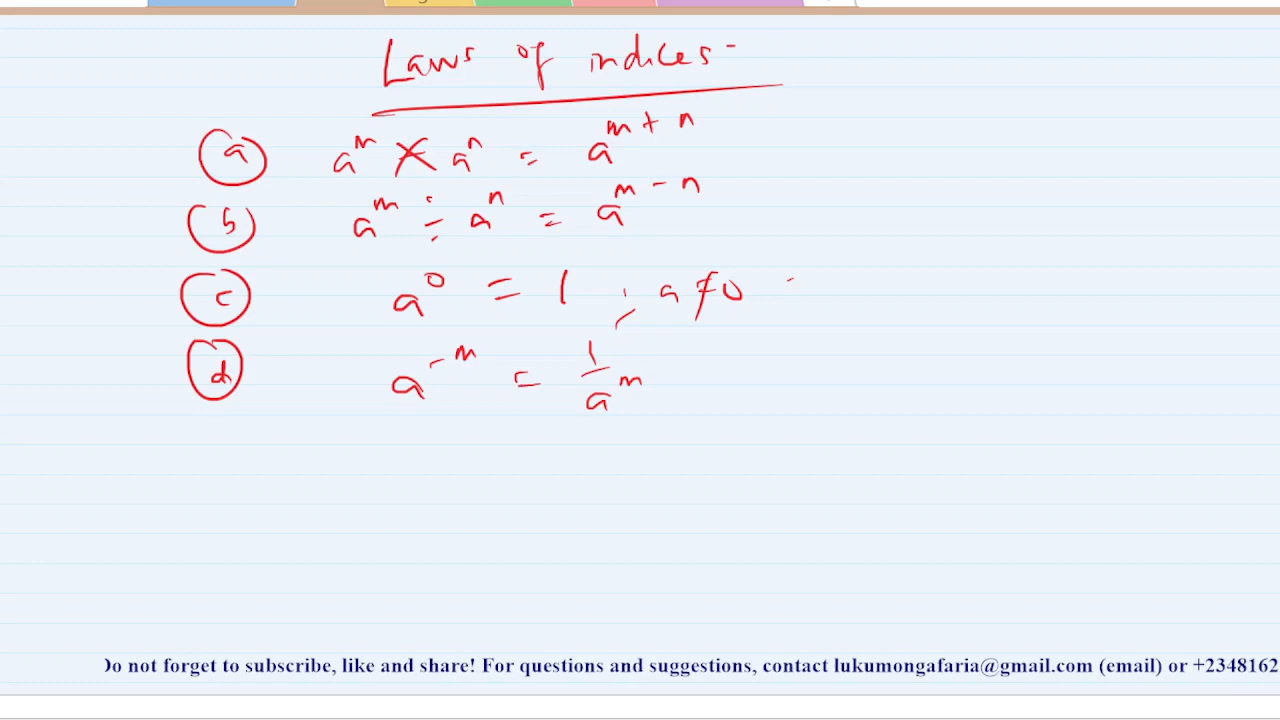 Laws of indices -
(a) a^m × a^n = a^{m + n}
(b) a^m ÷ a^n = a^{m - n}
(c) a^0 = 1 ; a ≠ 0
(d) a^{-m} = 1/a^m
Do not forget to subscribe, like and share! For questions and suggestions, contact lukumongafaria@gmail.com (email) or +2348162